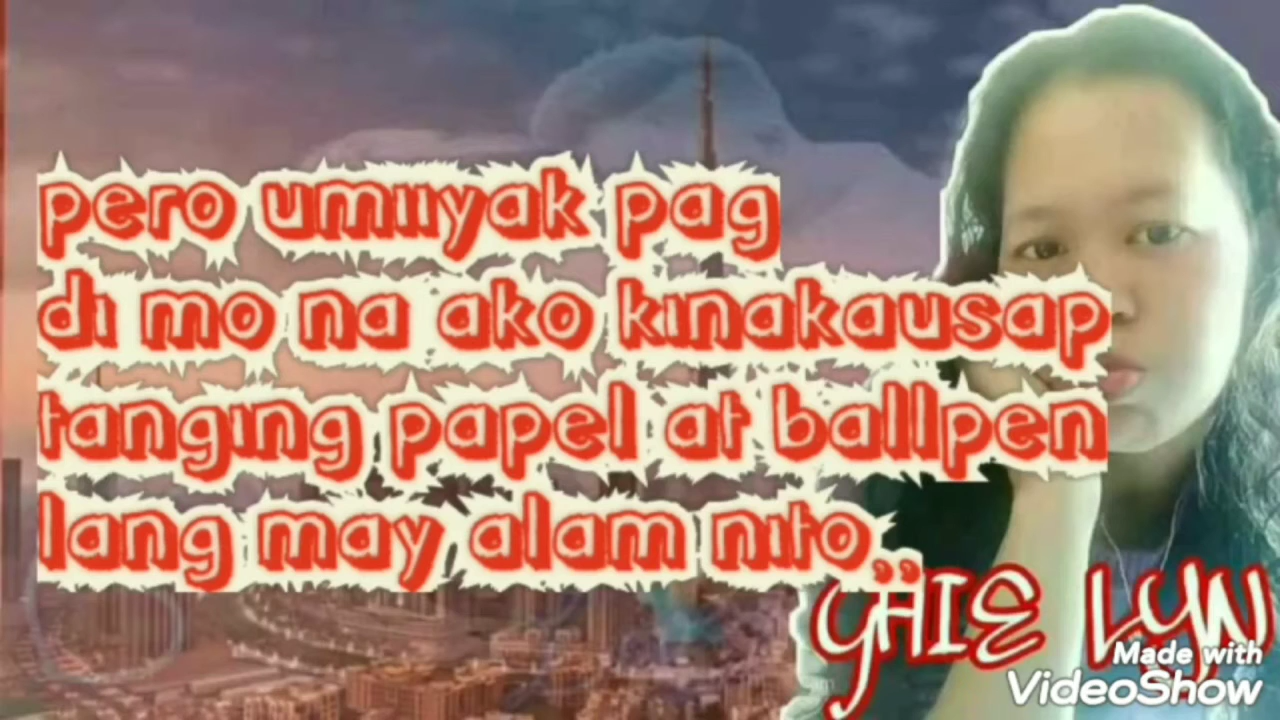 pero umiiyak pag
di mo na ako kinakausap
tanging papel at ballpen
lang may alam nito,,
YHIE LYN
Made with
VideoShow